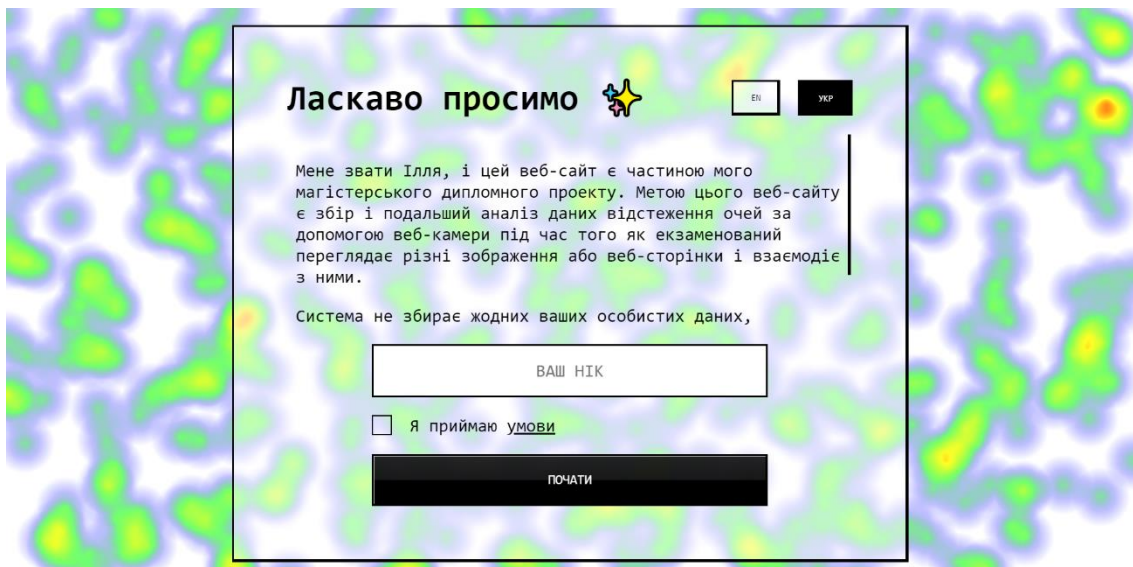 Ласкаво просимо
EN
УКР
Мене звати Ілля, і цей веб-сайт є частиною мого
магістерського дипломного проекту. Метою цього веб-сайту
є збір і подальший аналіз даних відстеження очей за
допомогою веб-камери під час того як екзаменований
переглядає різні зображення або веб-сторінки і взаємодіє
з ними.
Система не збирає жодних ваших особистих даних,
ВАШ НІК
Я приймаю умови
ПОЧАТИ